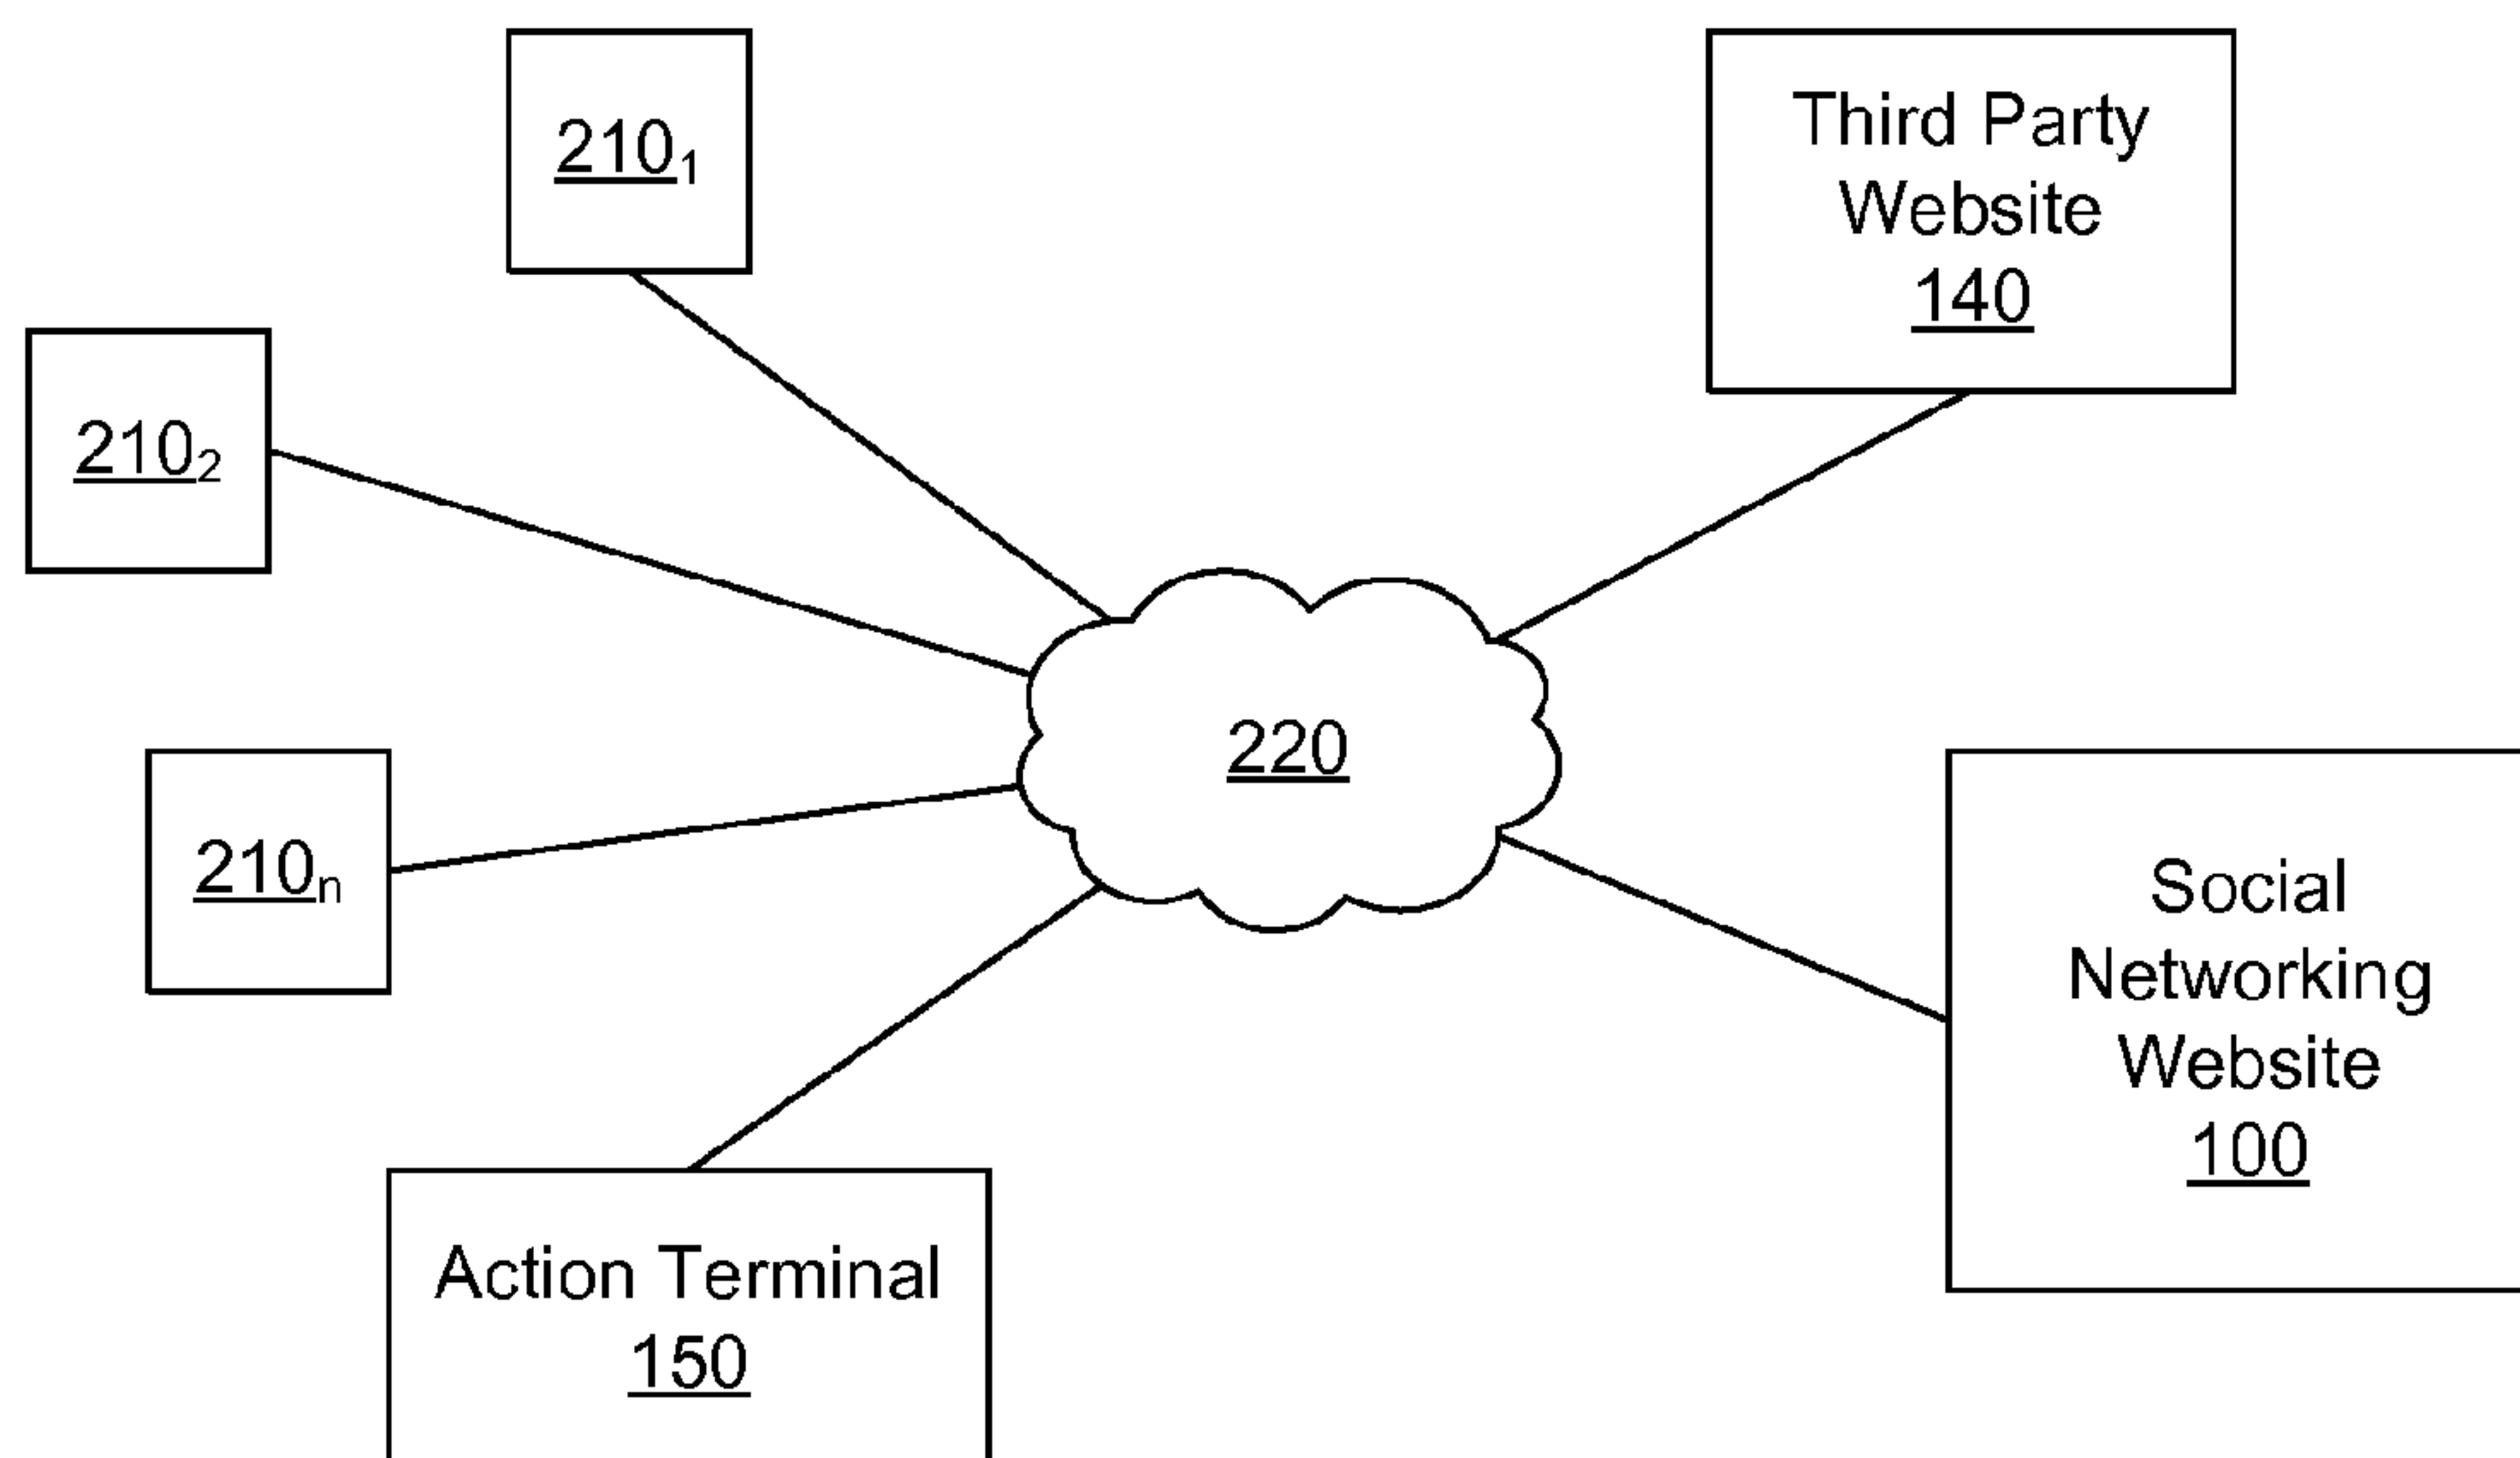 210₁
Third Party
Website
140
210₂
220
210ₙ
Social
Networking
Website
100
Action Terminal
150